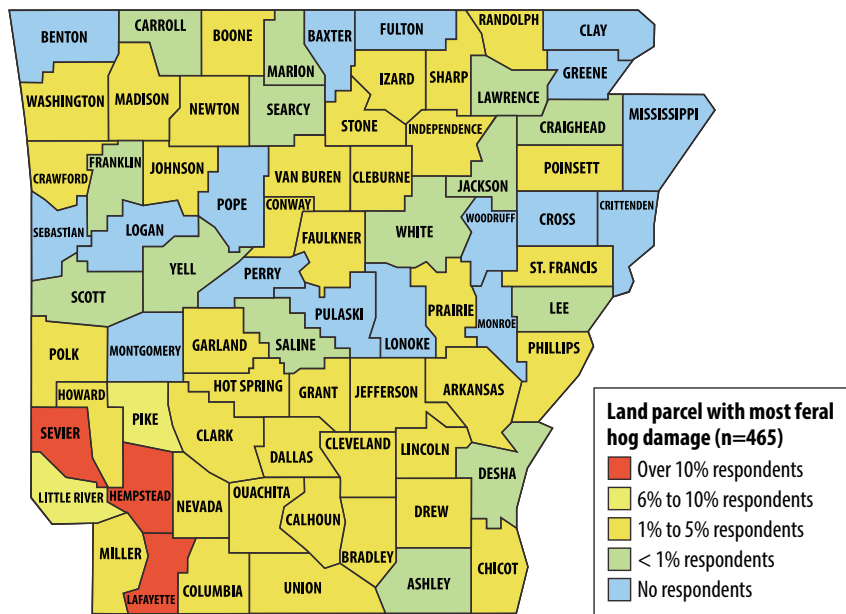 BENTON
CARROLL
BOONE
MARION
BAXTER
FULTON
RANDOLPH
CLAY
GREENE
WASHINGTON
MADISON
NEWTON
SEARCY
IZARD
SHARP
LAWRENCE
STONE
INDEPENDENCE
CRAIGHEAD
MISSISSIPPI
CRAWFORD
FRANKLIN
JOHNSON
POPE
VAN BUREN
CLEBURNE
JACKSON
POINSETT
SEBASTIAN
LOGAN
CONWAY
FAULKNER
WHITE
WOODRUFF
CROSS
CRITTENDEN
SCOTT
YELL
PERRY
PULASKI
LONOKE
PRAIRIE
MONROE
ST. FRANCIS
LEE
POLK
MONTGOMERY
GARLAND
SALINE
PHILLIPS
HOWARD
PIKE
HOT SPRING
GRANT
JEFFERSON
ARKANSAS
SEVIER
CLARK
DALLAS
CLEVELAND
LINCOLN
DESHA
LITTLE RIVER
HEMPSTEAD
NEVADA
OUACHITA
CALHOUN
BRADLEY
DREW
MILLER
LAFAYETTE
COLUMBIA
UNION
ASHLEY
CHICOT
Land parcel with most feral
hog damage (n=465)
Over 10% respondents
6% to 10% respondents
1% to 5% respondents
< 1% respondents
No respondents